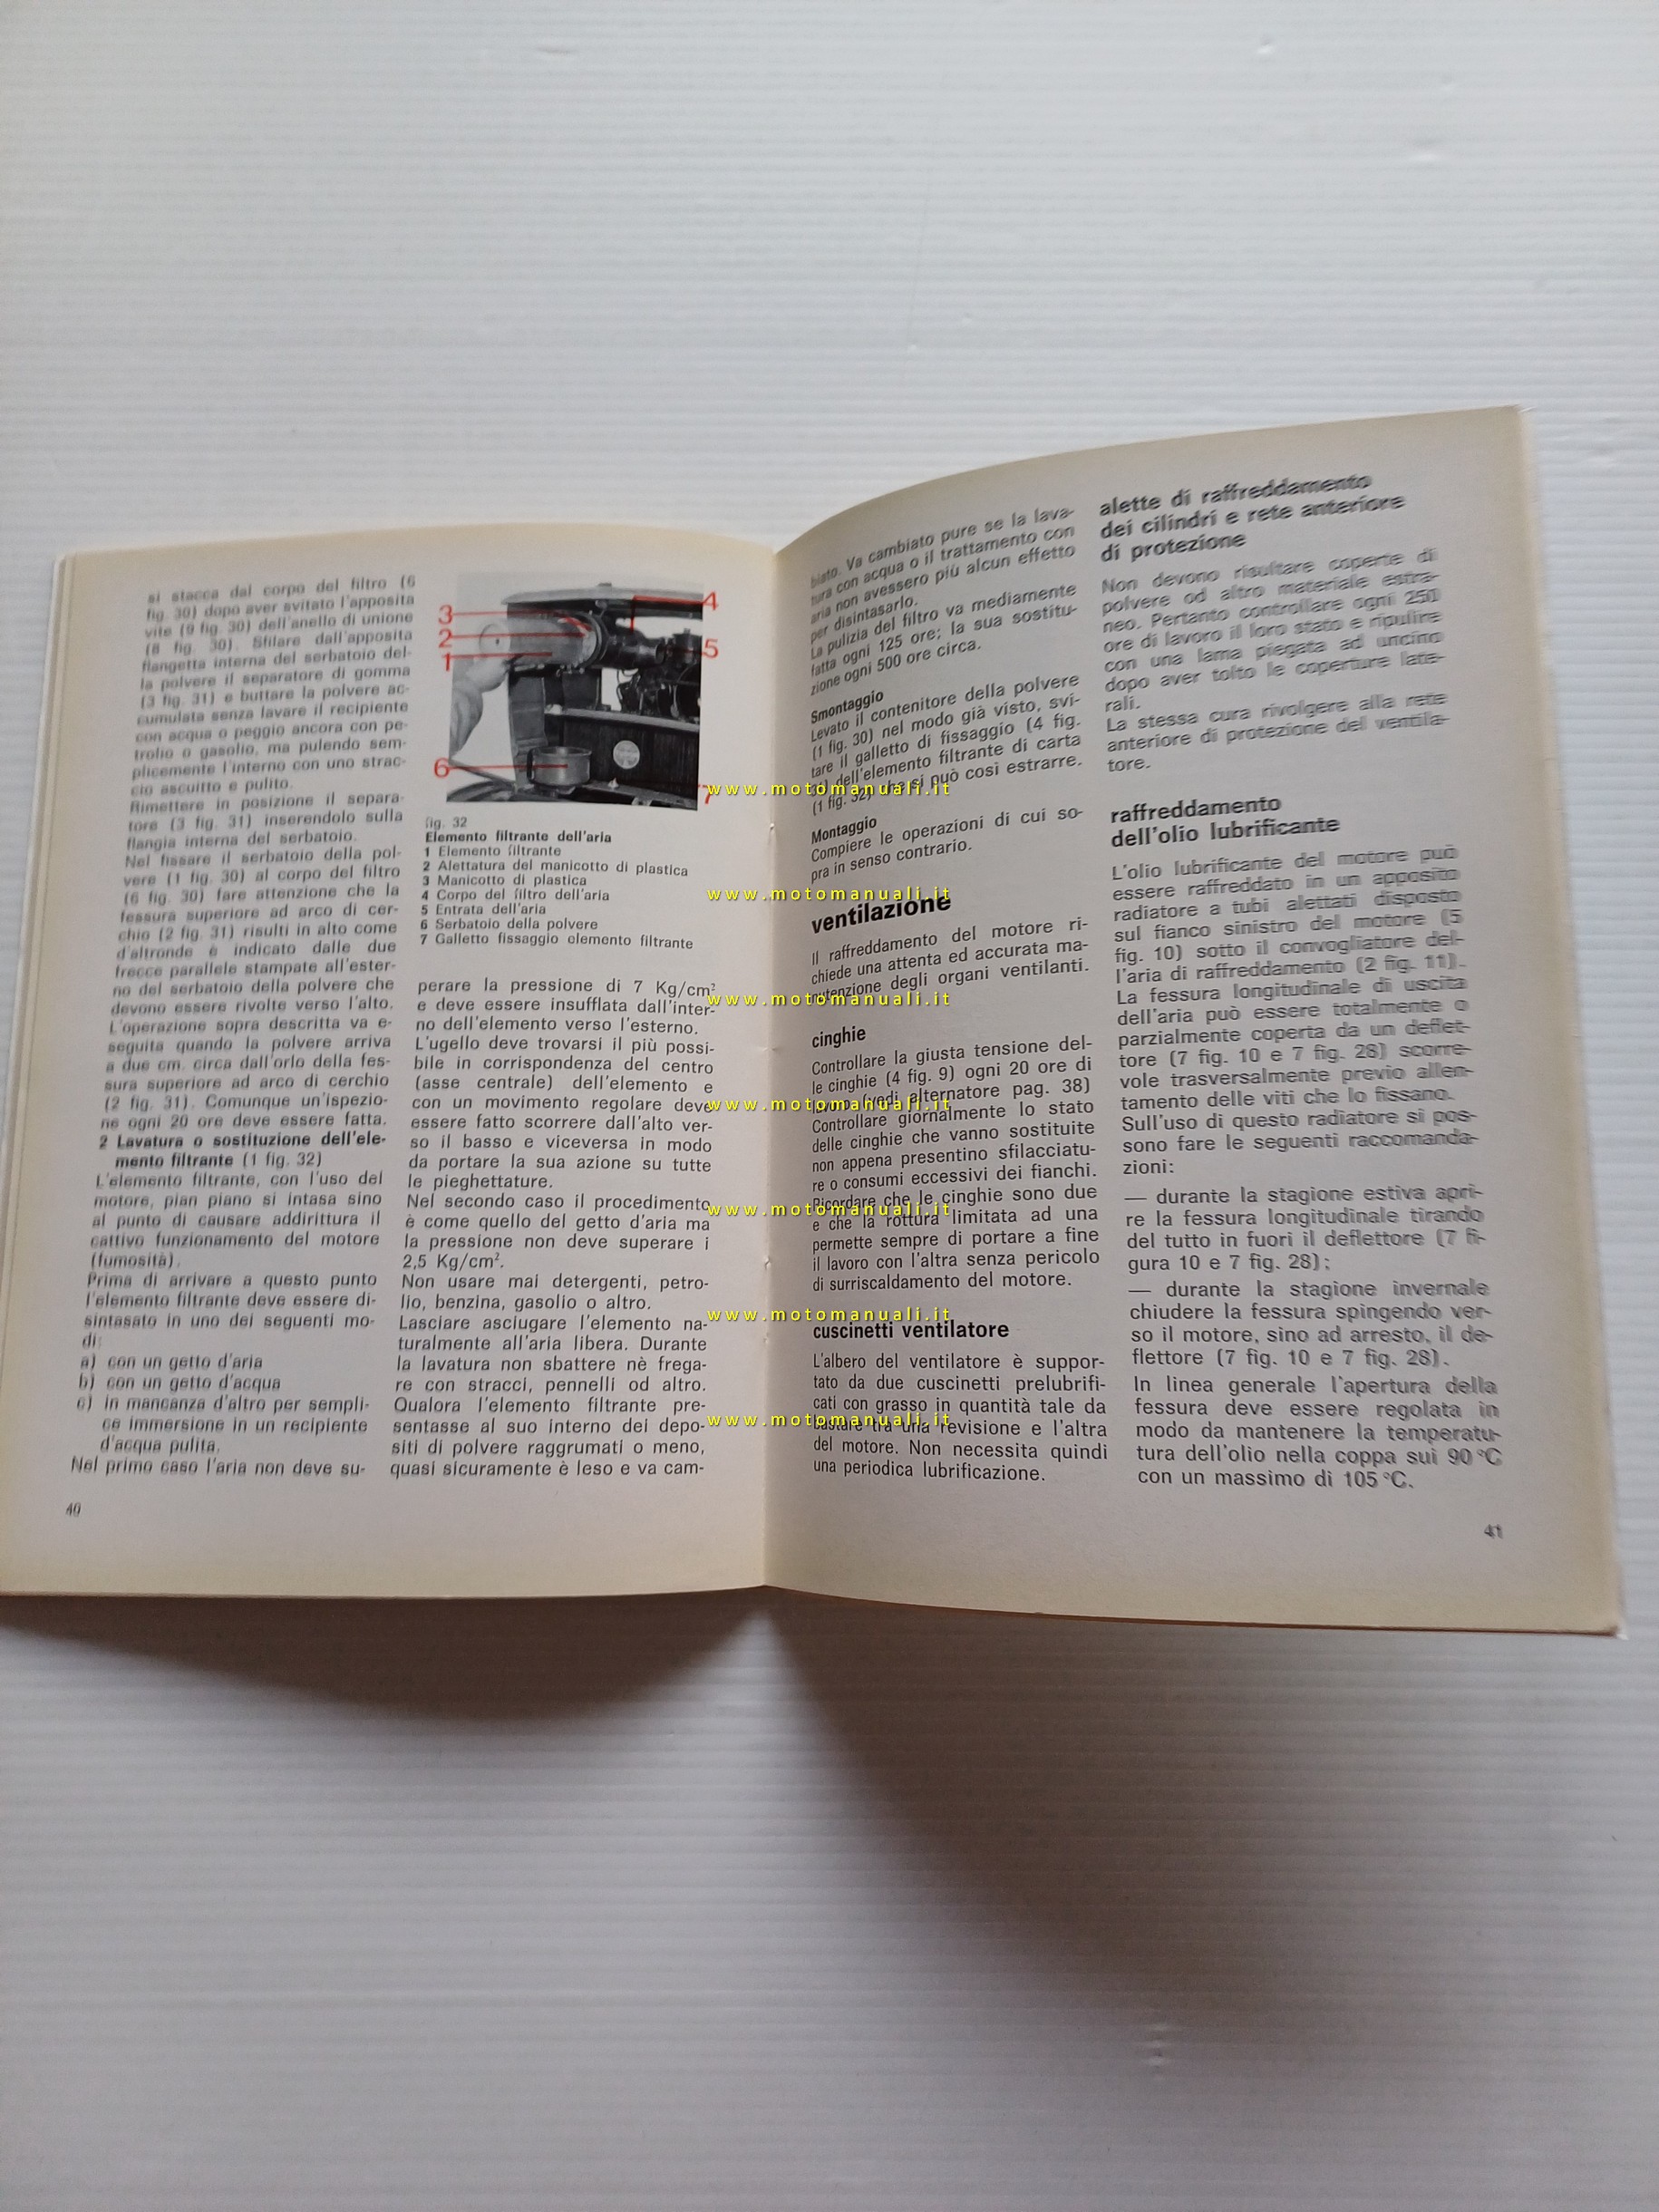 si stacca dal corpo del filtro (6
fig. 30) dopo aver svitato l'apposita
vite (9 fig. 30) dell'anello di unione
(8 fig. 30). Sfilare dall'apposita
flangetta interna del serbatoio del-
la polvere il separatore di gomma
(3 fig. 31) e buttare la polvere ac-
cumulata senza lavare il recipiente
con acqua o peggio ancora con pe-
trolio o gasolio, ma pulendo sem-
plicemente l'interno con uno strac-
cio asciutto e pulito.
Rimettere in posizione il separa-
tore (3 fig. 31) inserendolo sulla
flangia interna del serbatoio.
Nel fissare il serbatoio della pol-
vere (1 fig. 30) al corpo del filtro
(6 fig. 30) fare attenzione che la
fessura superiore ad arco di cer-
chio (2 fig. 31) risulti in alto come
d'altronde è indicato dalle due
frecce parallele stampate all'ester-
no del serbatoio della polvere che
devono essere rivolte verso l'alto.
L'operazione sopra descritta va e-
seguita quando la polvere arriva
a due cm. circa dall'orlo della fes-
sura superiore ad arco di cerchio
(2 fig. 31). Comunque un'ispezio-
ne ogni 20 ore deve essere fatta.
2 Lavatura o sostituzione dell'ele-
mento filtrante (1 fig. 32)
L'elemento filtrante, con l'uso del
motore, pian piano si intasa sino
al punto di causare addirittura il
cattivo funzionamento del motore
(fumosità).
Prima di arrivare a questo punto
l'elemento filtrante deve essere di-
sintasato in uno dei seguenti mo-
di:
a) con un getto d'aria
b) con un getto d'acqua
c) in mancanza d'altro per sempli-
ce immersione in un recipiente
d'acqua pulita.
Nel primo caso l'aria non deve su-
40
3
2
1
4
5
6
7
fig. 32
Elemento filtrante dell'aria
1 Elemento filtrante
2 Alettatura del manicotto di plastica
3 Manicotto di plastica
4 Corpo del filtro dell'aria
5 Entrata dell'aria
6 Serbatoio della polvere
7 Galletto fissaggio elemento filtrante
perare la pressione di 7 Kg/cm²
e deve essere insufflata dall'inter-
no dell'elemento verso l'esterno.
L'ugello deve trovarsi il più possi-
bile in corrispondenza del centro
(asse centrale) dell'elemento e
con un movimento regolare deve
essere fatto scorrere dall'alto ver-
so il basso e viceversa in modo
da portare la sua azione su tutte
le pieghettature.
Nel secondo caso il procedimento
è come quello del getto d'aria ma
la pressione non deve superare i
2,5 Kg/cm².
Non usare mai detergenti, petro-
lio, benzina, gasolio o altro.
Lasciare asciugare l'elemento na-
turalmente all'aria libera. Durante
la lavatura non sbattere nè frega-
re con stracci, pennelli od altro.
Qualora l'elemento filtrante pre-
sentasse al suo interno dei depo-
siti di polvere raggrumati o meno,
quasi sicuramente è leso e va cam-
biato. Va cambiato pure se la lava-
tura con acqua o il trattamento con
aria non avessero più alcun effetto
per disintasarlo.
La pulizia del filtro va mediamente
fatta ogni 125 ore; la sua sostitu-
zione ogni 500 ore circa.
Smontaggio
Levato il contenitore della polvere
(1 fig. 30) nel modo già visto, svi-
tare il galletto di fissaggio (4 fig.
dell'elemento filtrante di carta
(1 fig. 32) che si può così estrarre.
Montaggio
Compiere le operazioni di cui so-
pra in senso contrario.
ventilazione
Il raffreddamento del motore ri-
chiede una attenta ed accurata ma-
nutenzione degli organi ventilanti.
cinghie
Controllare la giusta tensione del-
le cinghie (4 fig. 9) ogni 20 ore di
lavoro (vedi alternatore pag. 38)
Controllare giornalmente lo stato
delle cinghie che vanno sostituite
non appena presentino sfilacciatu-
re o consumi eccessivi dei fianchi.
Ricordare che le cinghie sono due
e che la rottura limitata ad una
permette sempre di portare a fine
il lavoro con l'altra senza pericolo
di surriscaldamento del motore.
cuscinetti ventilatore
L'albero del ventilatore è suppor-
tato da due cuscinetti prelubrifi-
cati con grasso in quantità tale da
bastare tra una revisione e l'altra
del motore. Non necessita quindi
una periodica lubrificazione.
alette di raffreddamento
dei cilindri e rete anteriore
di protezione
Non devono risultare coperte di
polvere od altro materiale estra-
neo. Pertanto controllare ogni 250
ore di lavoro il loro stato e ripulire
con una lama piegata ad uncino
dopo aver tolto le coperture late-
rali.
La stessa cura rivolgere alla rete
anteriore di protezione del ventila-
tore.
raffreddamento
dell'olio lubrificante
L'olio lubrificante del motore può
essere raffreddato in un apposito
radiatore a tubi alettati disposto
sul fianco sinistro del motore (5
fig. 10) sotto il convogliatore del-
l'aria di raffreddamento (2 fig. 11).
La fessura longitudinale di uscita
dell'aria può essere totalmente o
parzialmente coperta da un deflet-
tore (7 fig. 10 e 7 fig. 28) scorre-
vole trasversalmente previo allen-
tamento delle viti che lo fissano.
Sull'uso di questo radiatore si pos-
sono fare le seguenti raccomanda-
zioni:
— durante la stagione estiva apri-
re la fessura longitudinale tirando
del tutto in fuori il deflettore (7 fi-
gura 10 e 7 fig. 28);
— durante la stagione invernale
chiudere la fessura spingendo ver-
so il motore, sino ad arresto, il de-
flettore (7 fig. 10 e 7 fig. 28).
In linea generale l'apertura della
fessura deve essere regolata in
modo da mantenere la temperatu-
tura dell'olio nella coppa sui 90 °C
con un massimo di 105 °C.
41
www.motomanuali.it
www.motomanuali.it
www.motomanuali.it
www.motomanuali.it
www.motomanuali.it
www.motomanuali.it
www.motomanuali.it